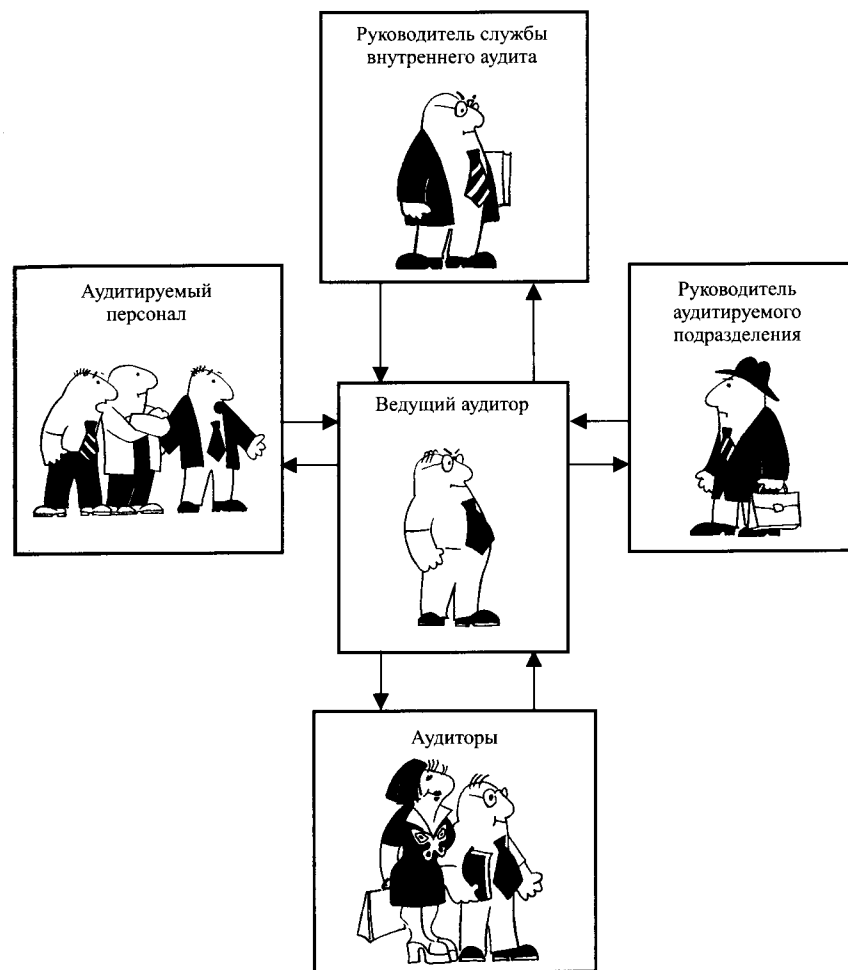 Руководитель службы
внутреннего аудита
Аудитируемый
персонал
Руководитель
аудитируемого
подразделения
Ведущий аудитор
Аудиторы